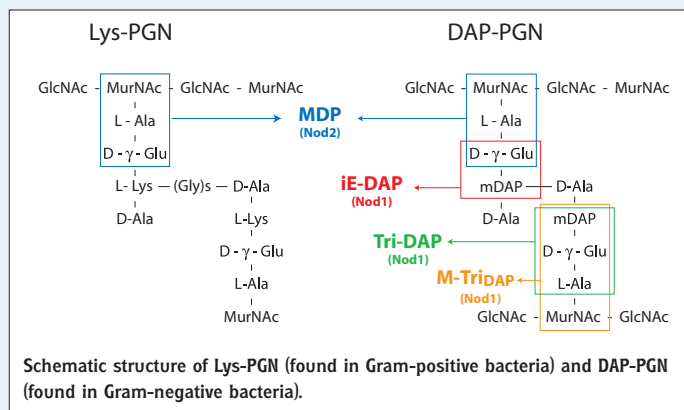 Lys-PGN DAP-PGN
GlcNAc - MurNAc - GlcNAc - MurNAc GlcNAc - MurNAc - GlcNAc - MurNAc
L - Ala MDP L - Ala
(Nod2)
D - γ - Glu D - γ - Glu
L - Lys — (Gly)s — D-Ala iE-DAP mDAP — D-Ala
(Nod1)
D-Ala L-Lys D-Ala mDAP
D - γ - Glu Tri-DAP D - γ - Glu
(Nod1)
L-Ala M-TriDAP L-Ala
(Nod1)
MurNAc GlcNAc - MurNAc - GlcNAc
Schematic structure of Lys-PGN (found in Gram-positive bacteria) and DAP-PGN
(found in Gram-negative bacteria).